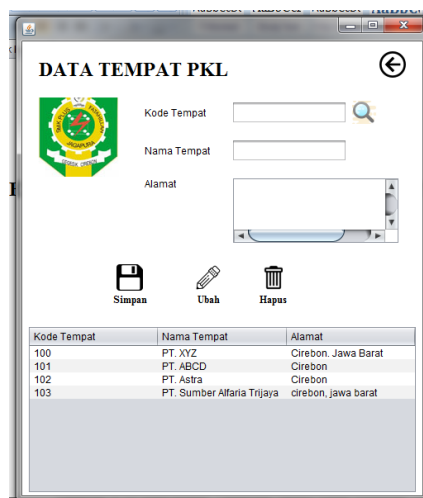 DATA TEMPAT PKL
Kode Tempat
Nama Tempat
Alamat
Simpan Ubah Hapus
Kode Tempat Nama Tempat Alamat
100 PT. XYZ Cirebon. Jawa Barat
101 PT. ABCD Cirebon
102 PT. Astra Cirebon
103 PT. Sumber Alfaria Trijaya cirebon, jawa barat